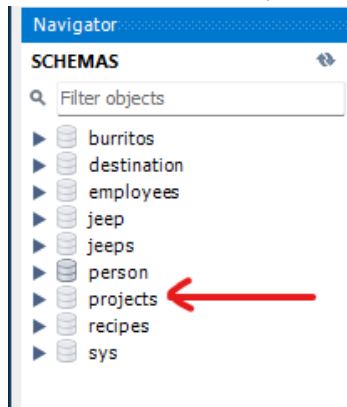 Navigator
SCHEMAS
Filter objects
burritos
destination
employees
jeep
jeeps
person
projects
recipes
sys